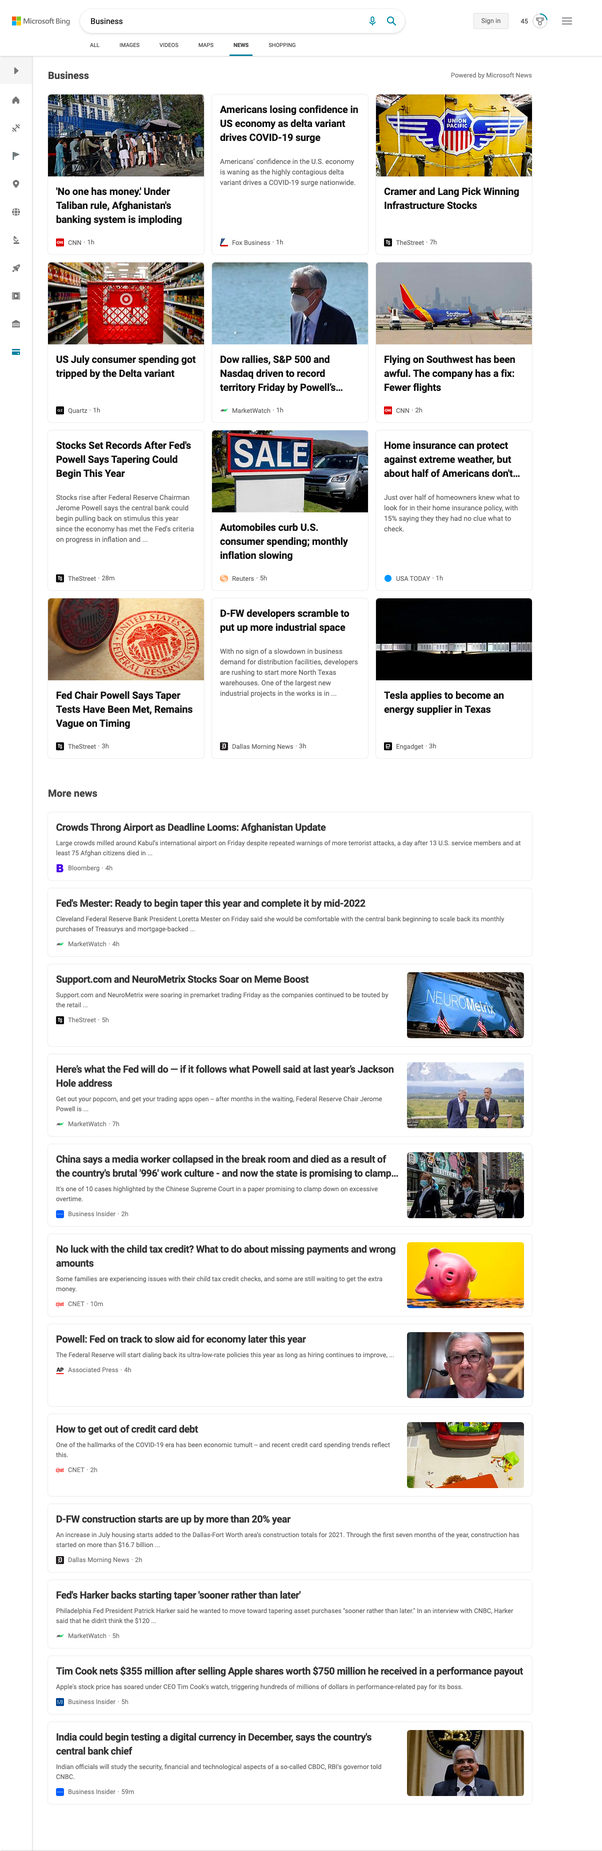 Microsoft Bing
Business
Sign in
45
ALL
IMAGES
VIDEOS
MAPS
NEWS
SHOPPING
Business
Powered by Microsoft News
'No one has money.' Under
Taliban rule, Afghanistan's
banking system is imploding
CNN · 1h
Americans losing confidence in
US economy as delta variant
drives COVID-19 surge
Americans' confidence in the U.S. economy
is waning as the highly contagious delta
variant drives a COVID-19 surge nationwide.
Fox Business · 1h
UNION
PACIFIC
Cramer and Lang Pick Winning
Infrastructure Stocks
TheStreet · 7h
US July consumer spending got
tripped by the Delta variant
Quartz · 1h
Dow rallies, S&P 500 and
Nasdaq driven to record
territory Friday by Powell's...
MarketWatch · 1h
Flying on Southwest has been
awful. The company has a fix:
Fewer flights
CNN · 2h
Stocks Set Records After Fed's
Powell Says Tapering Could
Begin This Year
Stocks rise after Federal Reserve Chairman
Jerome Powell says the central bank could
begin pulling back on stimulus this year
since the economy has met the Fed's criteria
on progress in inflation and ...
TheStreet · 28m
SALE
Automobiles curb U.S.
consumer spending; monthly
inflation slowing
Reuters · 5h
Home insurance can protect
against extreme weather, but
about half of Americans don't...
Just over half of homeowners knew what to
look for in their home insurance policy, with
15% saying they they had no clue what to
check.
USA TODAY · 1h
UNITED STATES
FEDERAL RESERVE
Fed Chair Powell Says Taper
Tests Have Been Met, Remains
Vague on Timing
TheStreet · 3h
D-FW developers scramble to
put up more industrial space
With no sign of a slowdown in business
demand for distribution facilities, developers
are rushing to start more North Texas
warehouses. One of the largest new
industrial projects in the works is in ...
Dallas Morning News · 3h
Tesla applies to become an
energy supplier in Texas
Engadget · 3h
More news
Crowds Throng Airport as Deadline Looms: Afghanistan Update
Large crowds milled around Kabul's international airport on Friday despite repeated warnings of more terrorist attacks, a day after 13 U.S. service members and at
least 75 Afghan citizens died in ...
Bloomberg · 4h
Fed's Mester: Ready to begin taper this year and complete it by mid-2022
Cleveland Federal Reserve Bank President Loretta Mester on Friday said she would be comfortable with the central bank beginning to scale back its monthly
purchases of Treasurys and mortgage-backed ...
MarketWatch · 4h
Support.com and NeuroMetrix Stocks Soar on Meme Boost
Support.com and NeuroMetrix were soaring in premarket trading Friday as the companies continued to be touted by
the retail ...
TheStreet · 5h
NEUROMetrix
Here's what the Fed will do — if it follows what Powell said at last year's Jackson
Hole address
Get out your popcorn, and get your trading apps open – after months in the waiting, Federal Reserve Chair Jerome
Powell is ...
MarketWatch · 7h
China says a media worker collapsed in the break room and died as a result of
the country's brutal '996' work culture - and now the state is promising to clamp...
It's one of 10 cases highlighted by the Chinese Supreme Court in a paper promising to clamp down on excessive
overtime.
Business Insider · 2h
No luck with the child tax credit? What to do about missing payments and wrong
amounts
Some families are experiencing issues with their child tax credit checks, and some are still waiting to get the extra
money.
CNET · 10m
Powell: Fed on track to slow aid for economy later this year
The Federal Reserve will start dialing back its ultra-low-rate policies this year as long as hiring continues to improve, ...
AP Associated Press · 4h
How to get out of credit card debt
One of the hallmarks of the COVID-19 era has been economic tumult – and recent credit card spending trends reflect
this.
CNET · 2h
D-FW construction starts are up by more than 20% year
An increase in July housing starts added to the Dallas-Fort Worth area's construction totals for 2021. Through the first seven months of the year, construction has
started on more than $16.7 billion ...
Dallas Morning News · 2h
Fed's Harker backs starting taper 'sooner rather than later'
Philadelphia Fed President Patrick Harker said he wanted to move toward tapering asset purchases "sooner rather than later." In an interview with CNBC, Harker
said that he didn't think the $120 ...
MarketWatch · 5h
Tim Cook nets $355 million after selling Apple shares worth $750 million he received in a performance payout
Apple's stock price has soared under CEO Tim Cook's watch, triggering hundreds of millions of dollars in performance-related pay for its boss.
Business Insider · 5h
India could begin testing a digital currency in December, says the country's
central bank chief
Indian officials will study the security, financial and technological aspects of a so-called CBDC, RBI's governor told
CNBC.
Business Insider · 59m